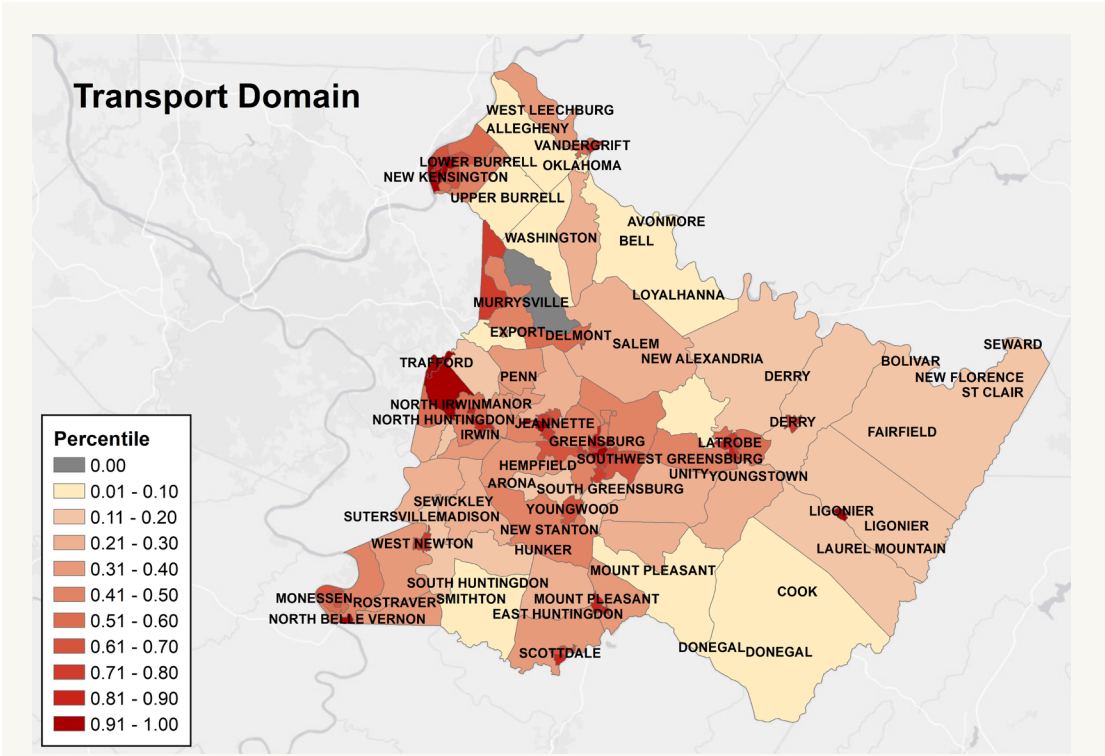 Transport Domain
WEST LEECHBURG
ALLEGHENY
VANDERGRIFT
LOWER BURRELL
OKLAHOMA
NEW KENSINGTON
UPPER BURRELL
AVONMORE
WASHINGTON
BELL
LOYALHANNA
MURRYSVILLE
EXPORT
DELMONT
SALEM
SEWARD
NEW ALEXANDRIA
BOLIVAR
TRAFFORD
PENN
DERRY
NEW FLORENCE
ST CLAIR
NORTH IRWIN
MANOR
NORTH HUNTINGDON
JEANNETTE
DERRY
IRWIN
GREENSBURG
LATROBE
FAIRFIELD
SOUTHWEST GREENSBURG
HEMPFIELD
UNITY
YOUNGSTOWN
ARONA
SOUTH GREENSBURG
SEWICKLEY
YOUNGWOOD
LIGONIER
SUTERSVILLE
MADISON
LIGONIER
NEW STANTON
WEST NEWTON
HUNKER
LAUREL MOUNTAIN
MOUNT PLEASANT
SOUTH HUNTINGDON
COOK
MONESSEN
ROSTRAVER
SMITHTON
MOUNT PLEASANT
EAST HUNTINGDON
NORTH BELLE VERNON
SCOTTDALE
DONEGAL
DONEGAL
Percentile
0.00
0.01 - 0.10
0.11 - 0.20
0.21 - 0.30
0.31 - 0.40
0.41 - 0.50
0.51 - 0.60
0.61 - 0.70
0.71 - 0.80
0.81 - 0.90
0.91 - 1.00